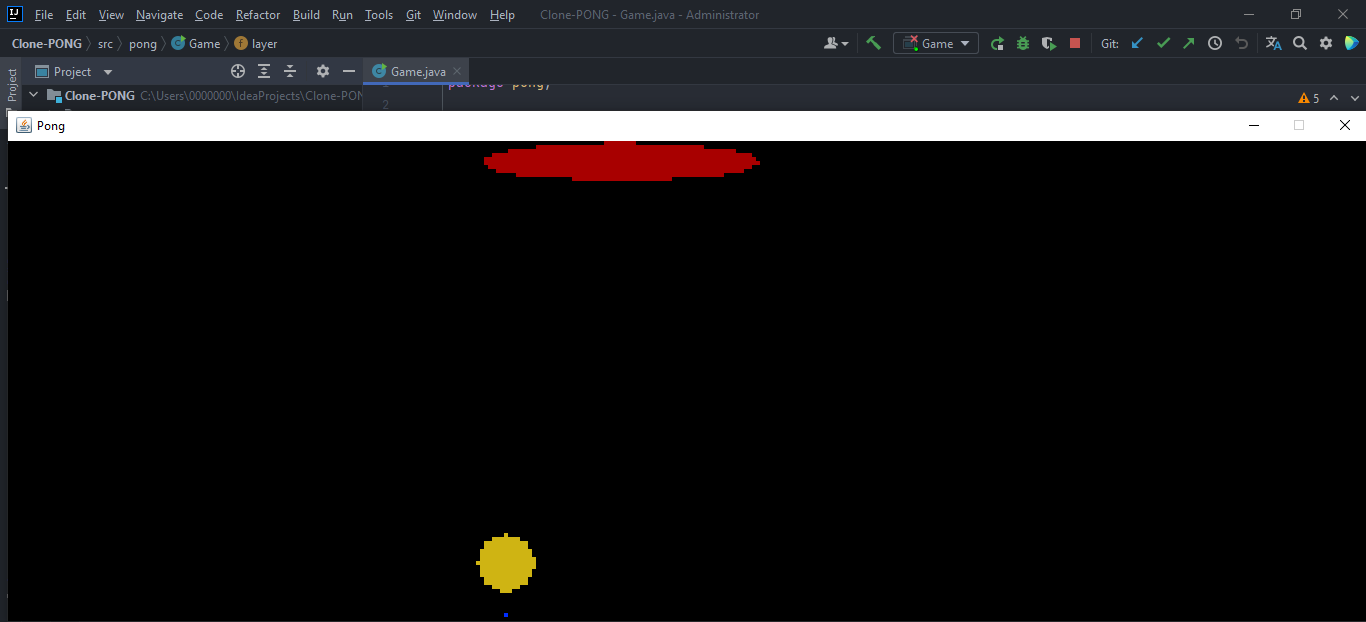 File Edit View Navigate Code Refactor Build Run Tools Git Window Help Clone-PONG - Game.java - Administrator
Clone-PONG src pong Game layer Game Git:
Project Project Game.java
Clone-PONG C:\Users\0000000\IdeaProjects\Clone-PON 2 5
package pong;
Pong